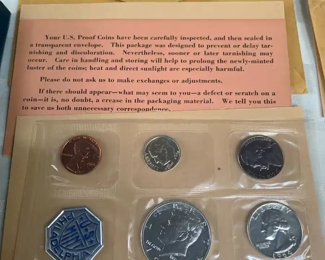 Your U.S. Proof Coins have been carefully inspected, and then sealed in
a transparent envelope. This package was designed to prevent or delay tar-
nishing and discoloration. Nevertheless, sooner or later tarnishing may
occur. Care in handling and storing will help to prolong the newly-minted
luster of the coins; heat and direct sunlight are especially harmful.
Please do not ask us to make exchanges or adjustments.
If there should appear—what may seem to you—a defect or scratch on a
coin—it is, no doubt, a crease in the packaging material. We tell you this
to save us both unnecessary correspondence.
LIBERTY